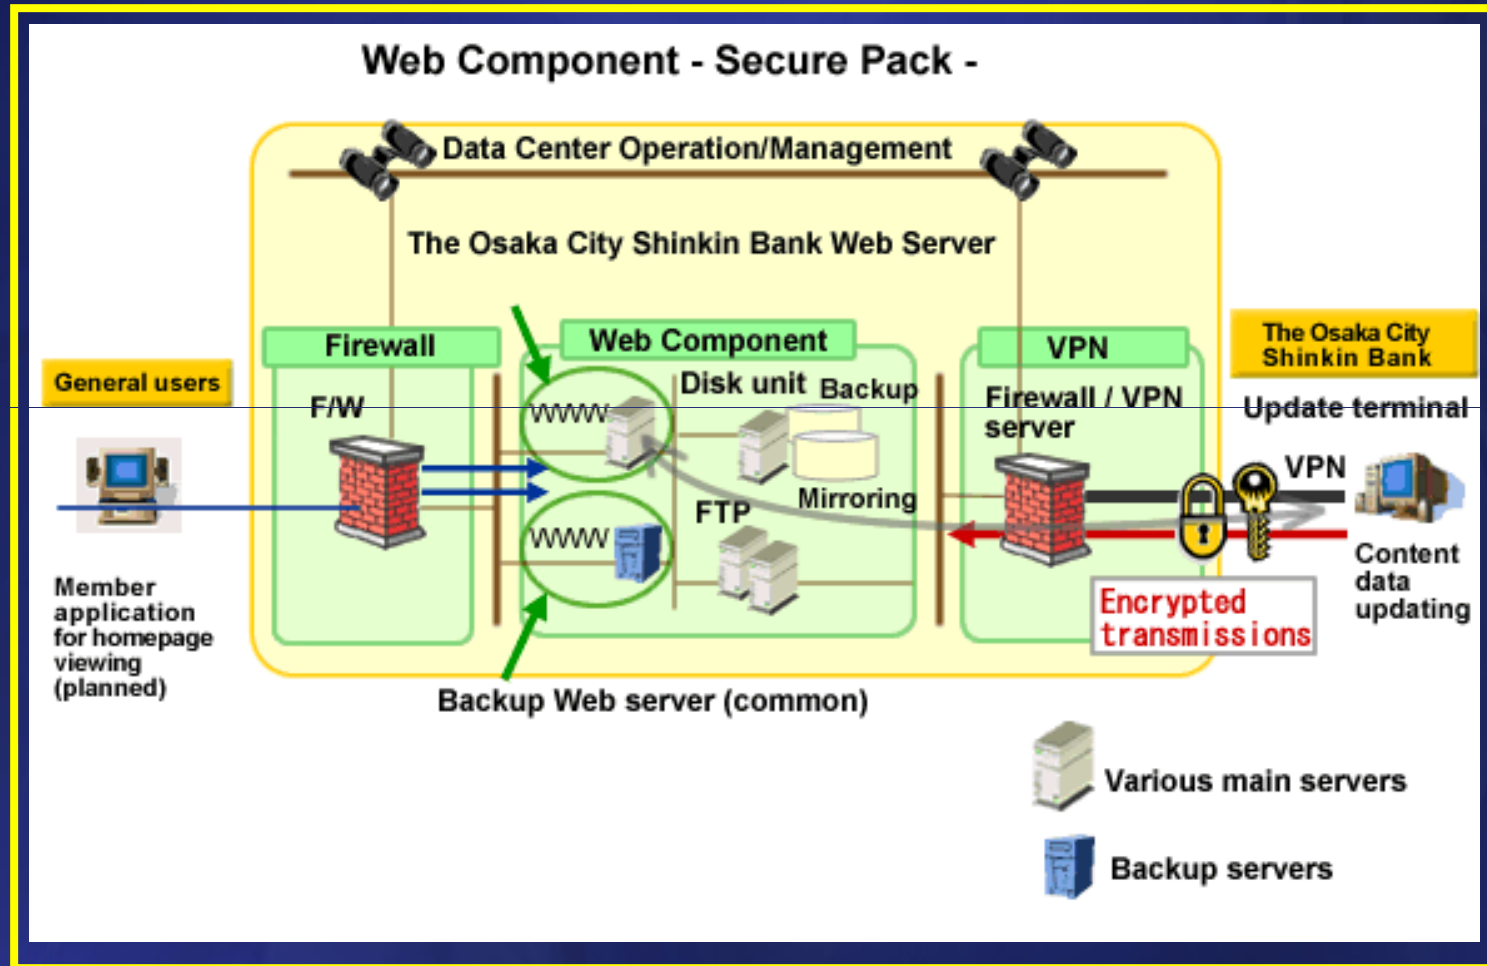 Web Component - Secure Pack -
Data Center Operation/Management
The Osaka City Shinkin Bank Web Server
General users
Member
application
for homepage
viewing
(planned)
Firewall
F/W
Web Component
WWW
Disk unit
Backup
Mirroring
WWW
FTP
Backup Web server (common)
VPN
Firewall / VPN
server
The Osaka City
Shinkin Bank
Update terminal
VPN
Content
data
updating
Encrypted
transmissions
Various main servers
Backup servers